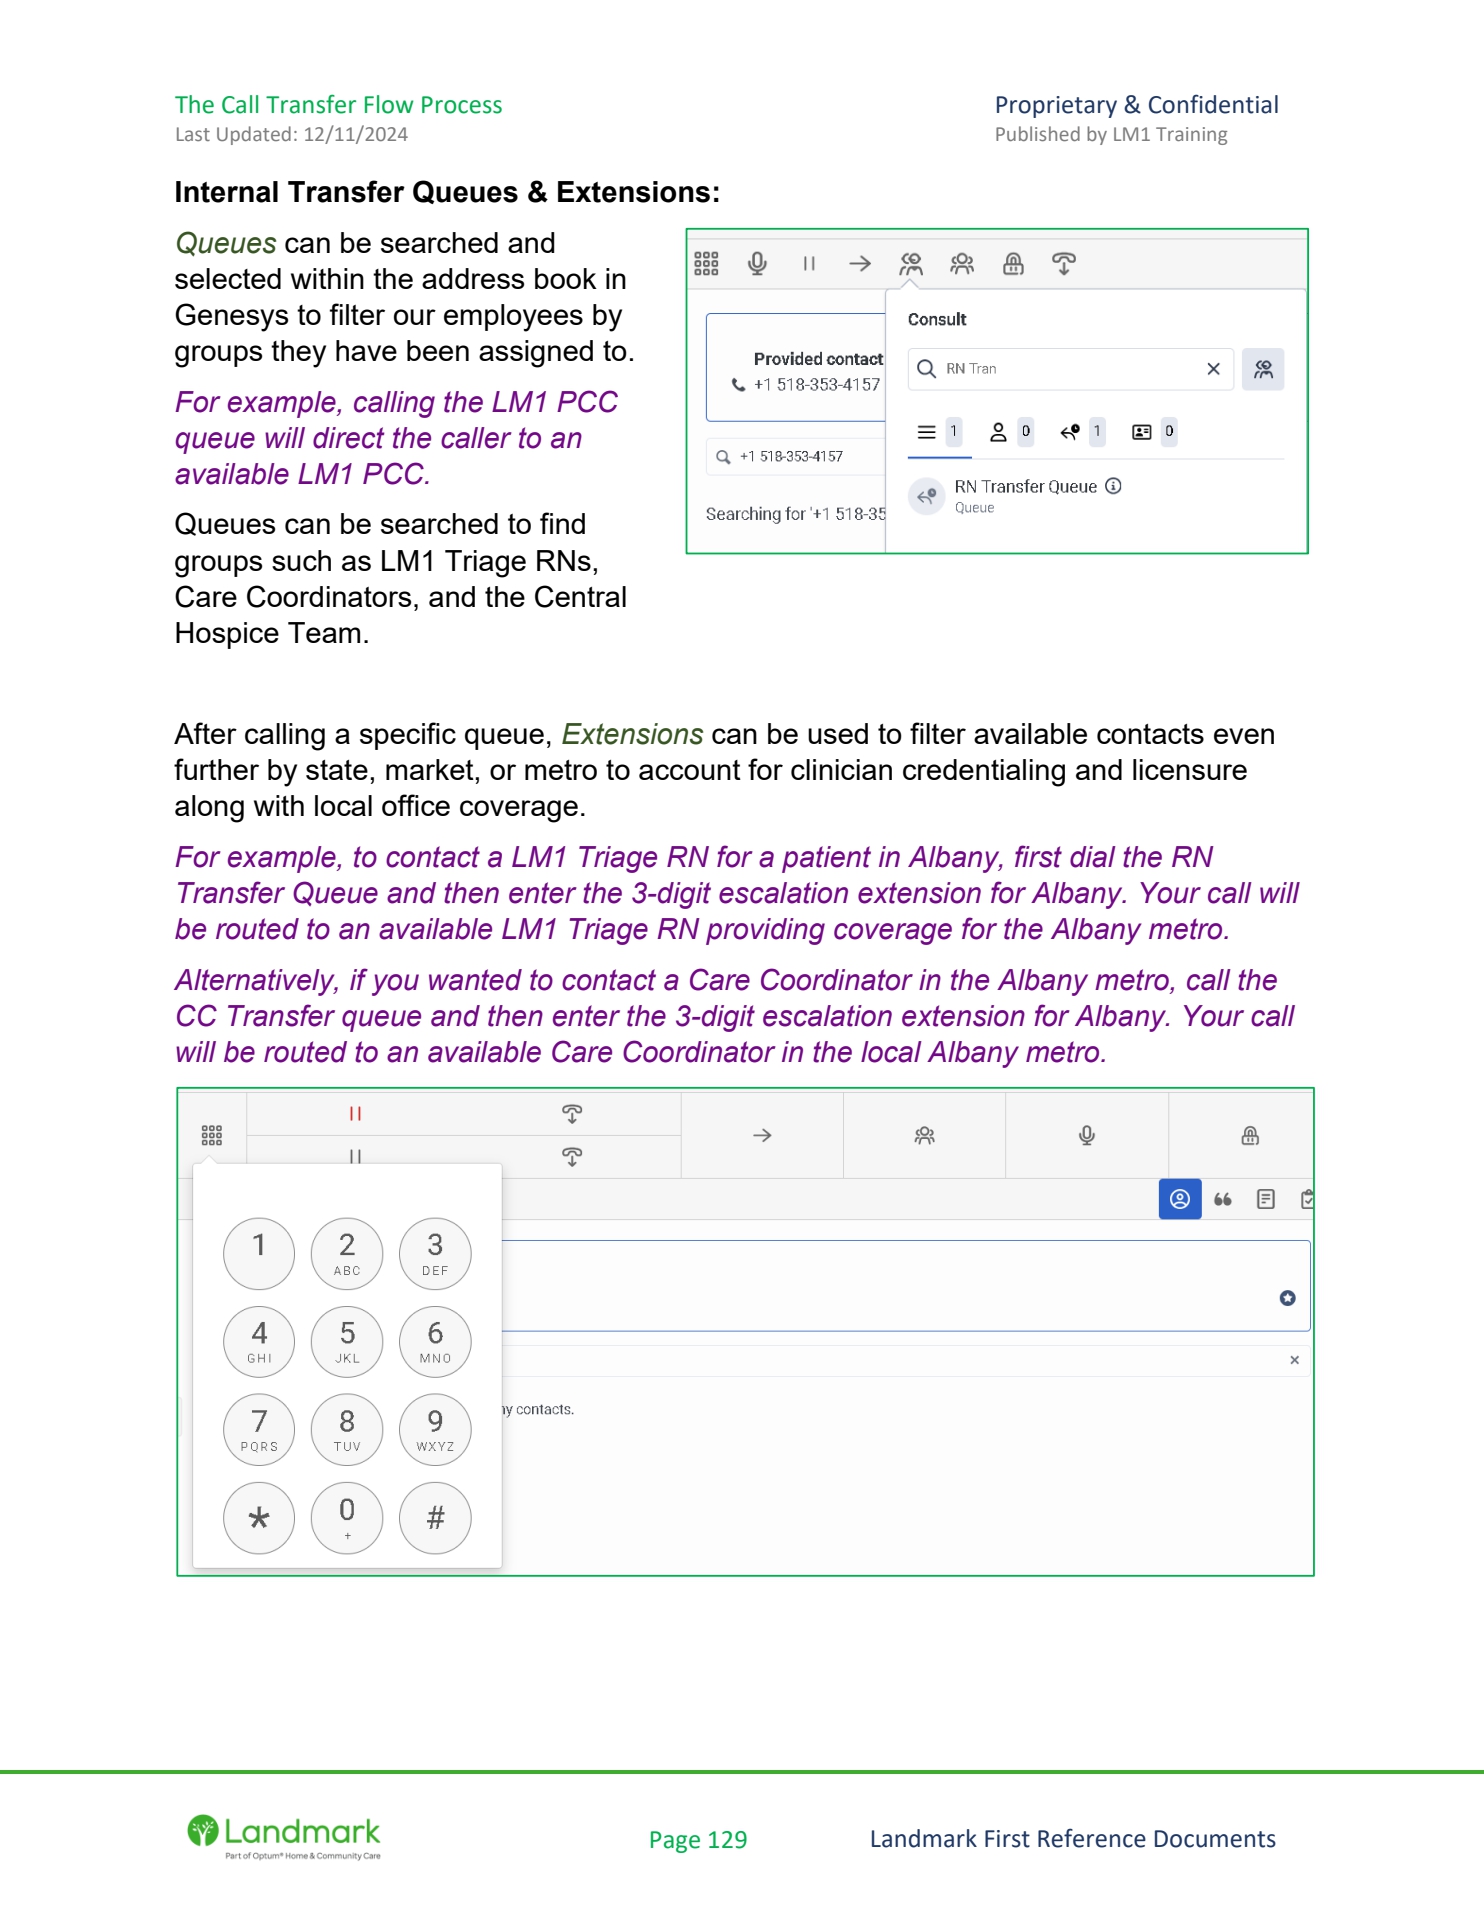 The Call Transfer Flow Process
Proprietary & Confidential
Last Updated: 12/11/2024
Published by LM1 Training
Internal Transfer Queues & Extensions:
Queues can be searched and
selected within the address book in
Genesys to filter our employees by
groups they have been assigned to.
For example, calling the LM1 PCC
queue will direct the caller to an
available LM1 PCC.
Queues can be searched to find
groups such as LM1 Triage RNs,
Care Coordinators, and the Central
Hospice Team.
Consult
Provided contact
+1 518-353-4157
RN Tran
1 0 1 0
+1 518-353-4157
RN Transfer Queue
Queue
Searching for '+1 518-35
After calling a specific queue, Extensions can be used to filter available contacts even
further by state, market, or metro to account for clinician credentialing and licensure
along with local office coverage.
For example, to contact a LM1 Triage RN for a patient in Albany, first dial the RN
Transfer Queue and then enter the 3-digit escalation extension for Albany. Your call will
be routed to an available LM1 Triage RN providing coverage for the Albany metro.
Alternatively, if you wanted to contact a Care Coordinator in the Albany metro, call the
CC Transfer queue and then enter the 3-digit escalation extension for Albany. Your call
will be routed to an available Care Coordinator in the local Albany metro.
1 2 3
ABC DEF
4 5 6
GHI JKL MNO
7 8 9
PQRS TUV WXYZ
* 0 #
+
contacts.
Landmark
Part of Optum® Home & Community Care
Page 129
Landmark First Reference Documents